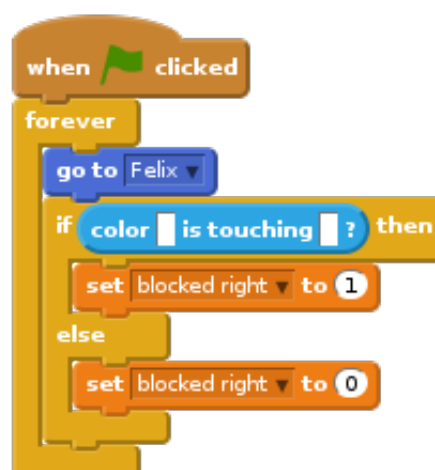 when clicked
forever
go to Felix
if color is touching ? then
set blocked right to 1
else
set blocked right to 0